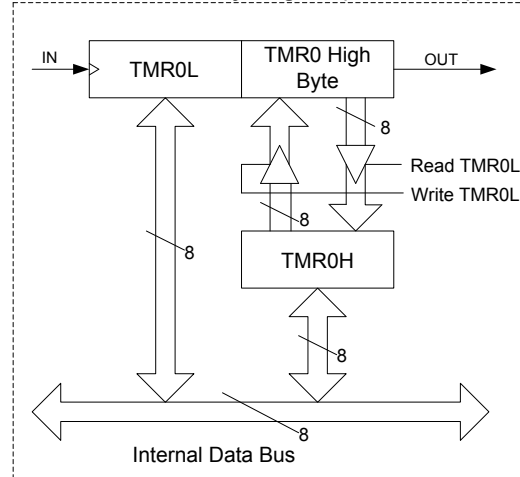 IN
TMR0L
TMR0 High
Byte
OUT
8
Read TMR0L
Write TMR0L
8
8
TMR0H
8
8
Internal Data Bus